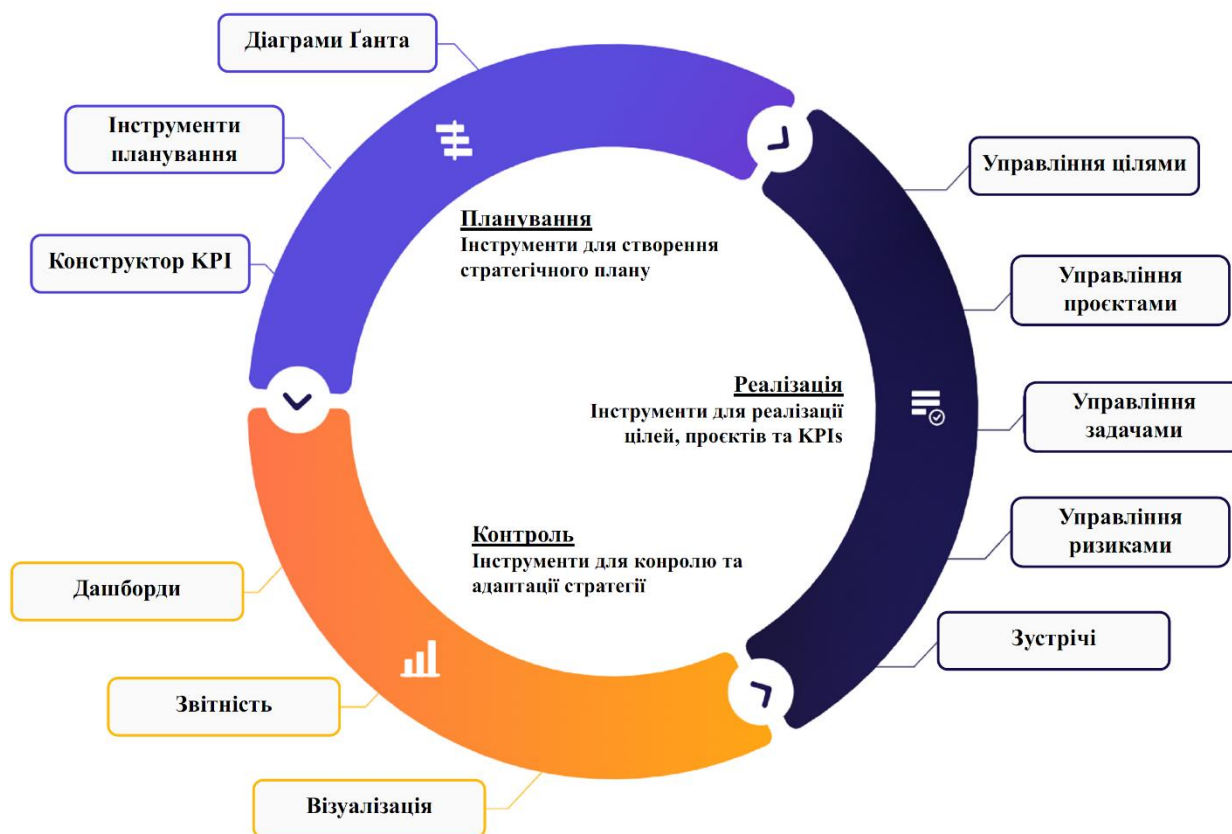 Діаграми Ґанта
Інструменти
планування
Конструктор KPI
Планування
Інструменти для створення
стратегічного плану
Управління цілями
Управління
проєктами
Реалізація
Інструменти для реалізації
цілей, проєктів та KPIs
Управління
задачами
Управління
ризиками
Зустрічі
Контроль
Інструменти для конролю та
адаптації стратегії
Дашборди
Звітність
Візуалізація